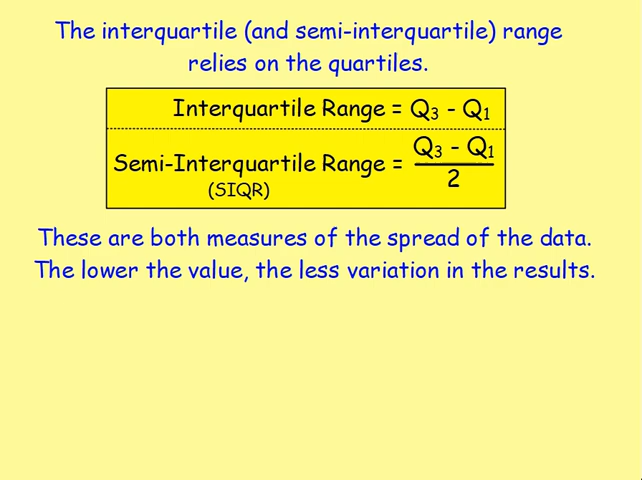 The interquartile (and semi-interquartile) range
relies on the quartiles.
Interquartile Range = Q₃ - Q₁
Semi-Interquartile Range = (Q₃ - Q₁)/2
(SIQR)
These are both measures of the spread of the data.
The lower the value, the less variation in the results.